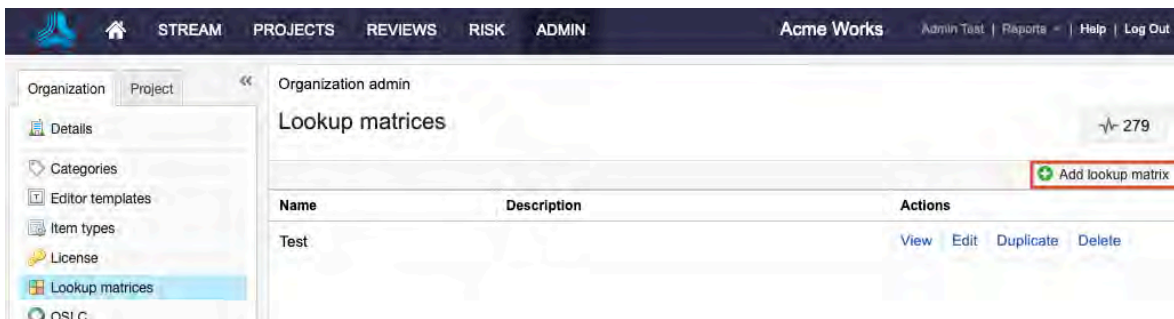 STREAM PROJECTS REVIEWS RISK ADMIN Acme Works Admin Test | Reports | Help | Log Out
Organization Project «
Organization admin
Details
Lookup matrices
279
Categories
Add lookup matrix
Editor templates
Name Description Actions
Item types
Test View Edit Duplicate Delete
License
Lookup matrices
OSLC